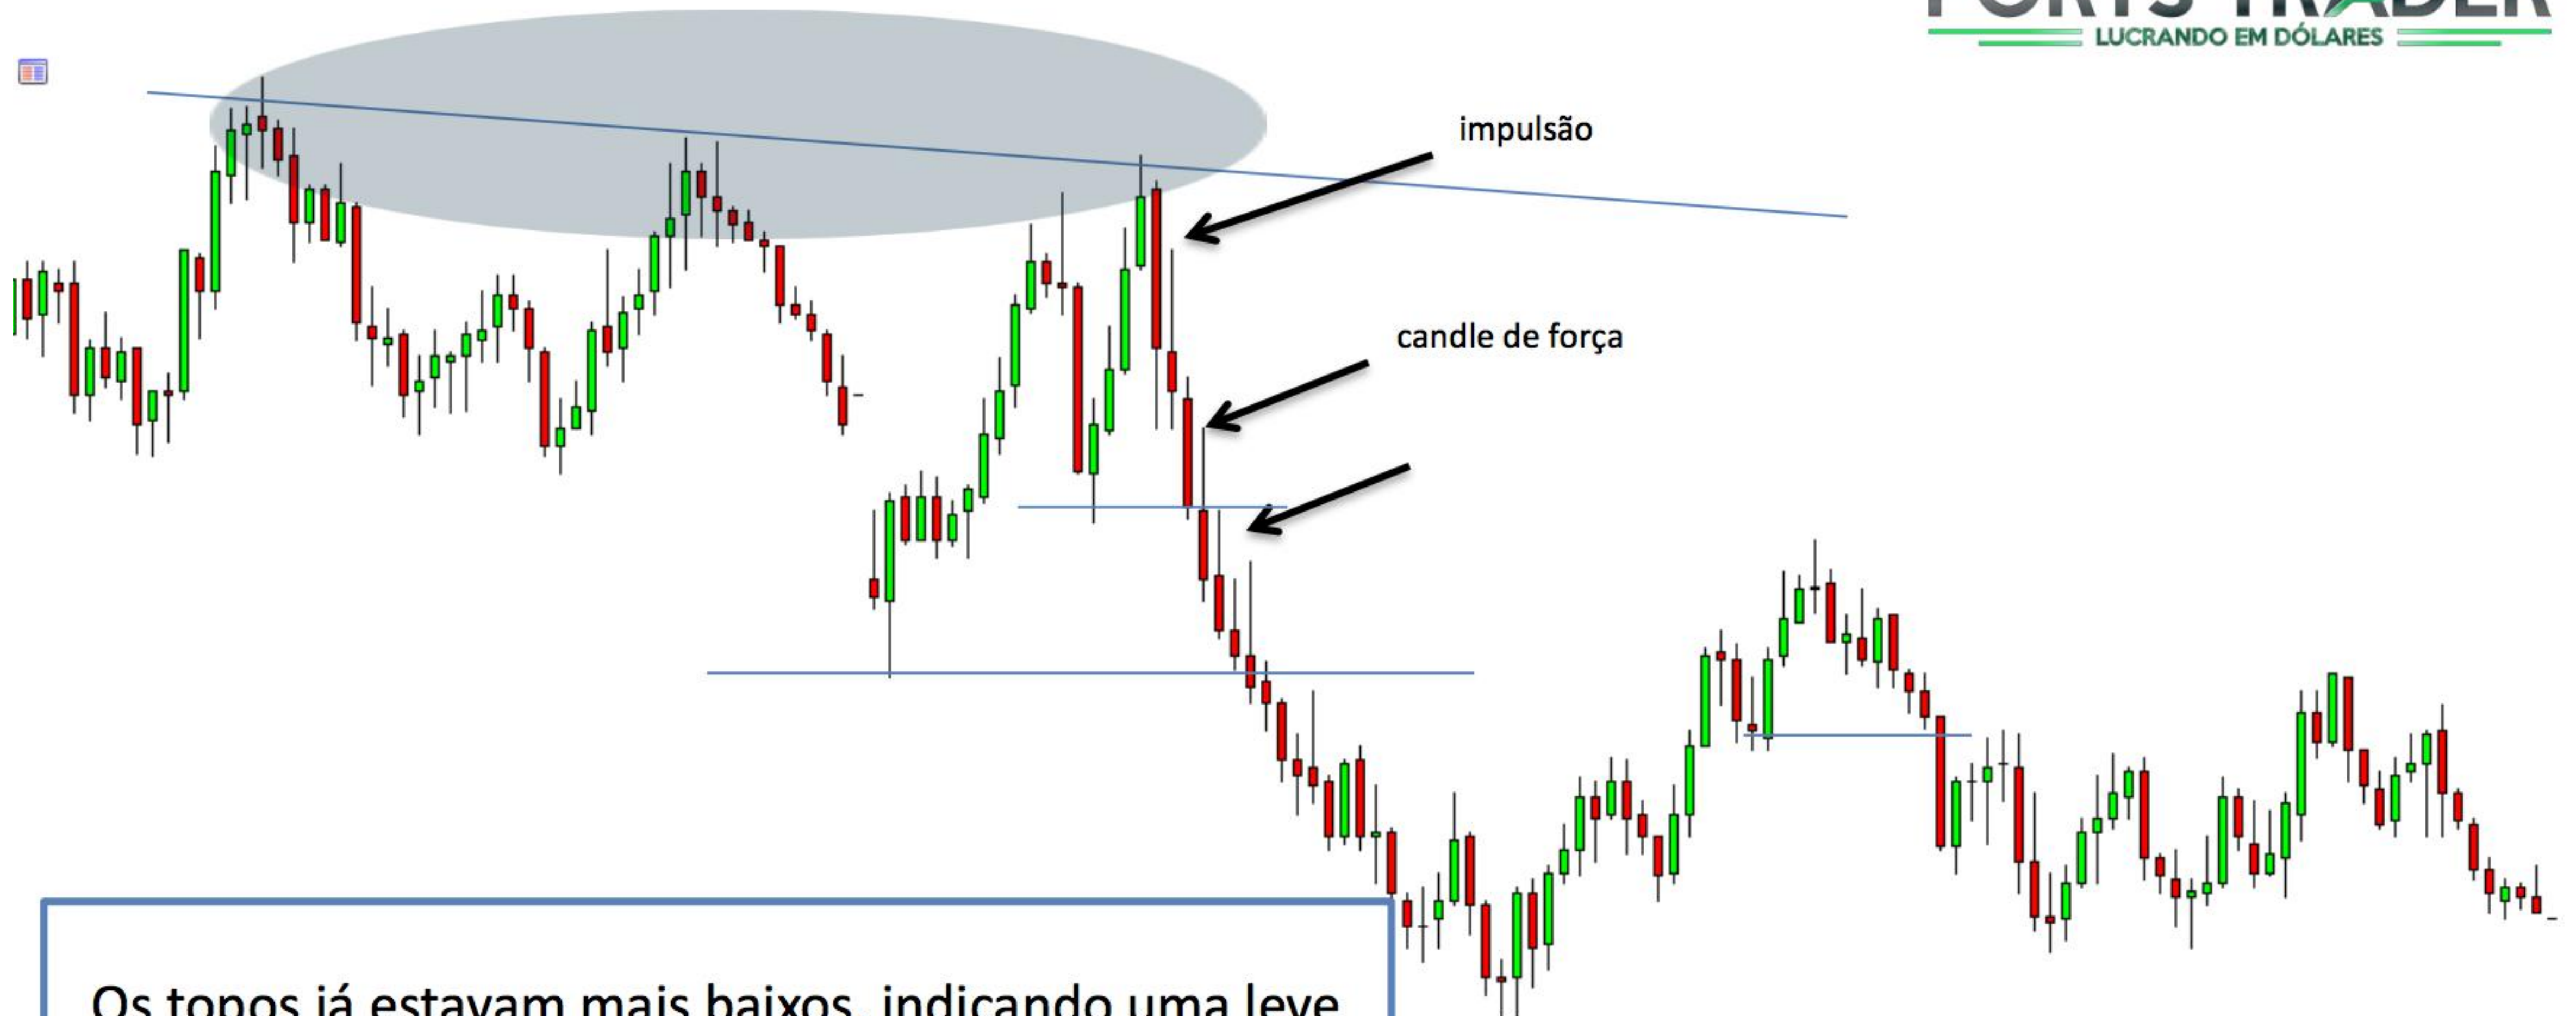 LUCRANDO EM DÓLARES
impulsão
candle de força
Os topos já estavam mais baixos, indicando uma leve